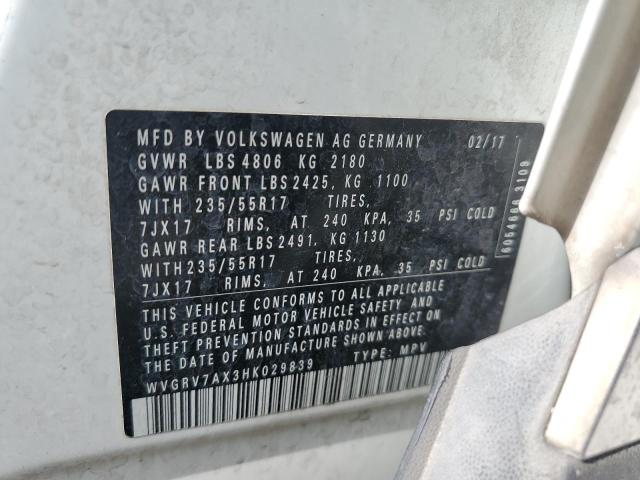 MFD BY VOLKSWAGEN AG GERMANY 02/17
GVWR LBS 4806 KG 2180
GAWR FRONT LBS 2425, KG 1100
WITH 235/55R17 TIRES,
7JX17 RIMS, AT 240 KPA, 35 PSI COLD
GAWR REAR LBS 2491, KG 1130
WITH 235/55R17 TIRES,
7JX17 RIMS, AT 240 KPA, 35 PSI COLD
THIS VEHICLE CONFORMS TO ALL APPLICABLE
U.S. FEDERAL MOTOR VEHICLE SAFETY AND
THEFT PREVENTION STANDARDS IN EFFECT ON
THE DATE OF MANUFACTURE SHOWN ABOVE.
WVGRV7AX3HK029839 TYPE: MPV
6054666 3109